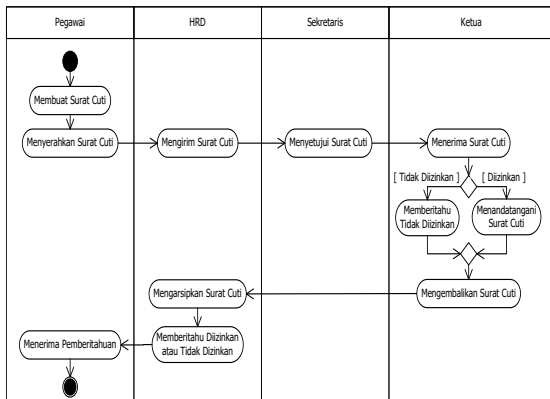 Pegawai
HRD
Sekretaris
Ketua
Membuat Surat Cuti
Menyerahkan Surat Cuti
Mengirim Surat Cuti
Menyetujui Surat Cuti
Menerima Surat Cuti
[ Tidak Diizinkan ]
[ Diizinkan ]
Memberitahu
Tidak Diizinkan
Menandatangani
Surat Cuti
Mengembalikan Surat Cuti
Mengarsipkan Surat Cuti
Memberitahu Diizinkan
atau Tidak Dizinkan
Menerima Pemberitahuan